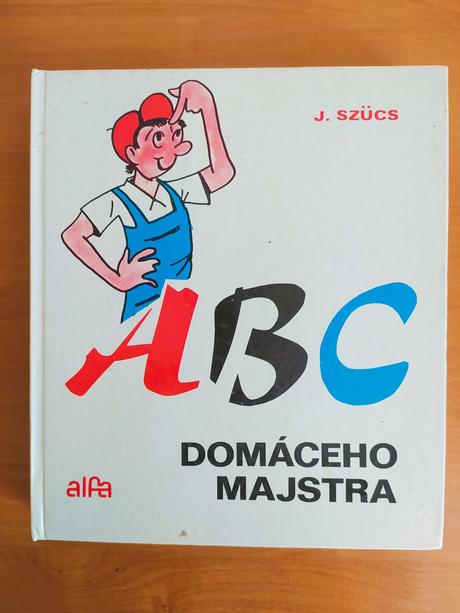 J. SZÜCS
ABC
DOMÁCEHO
MAJSTRA
alfa